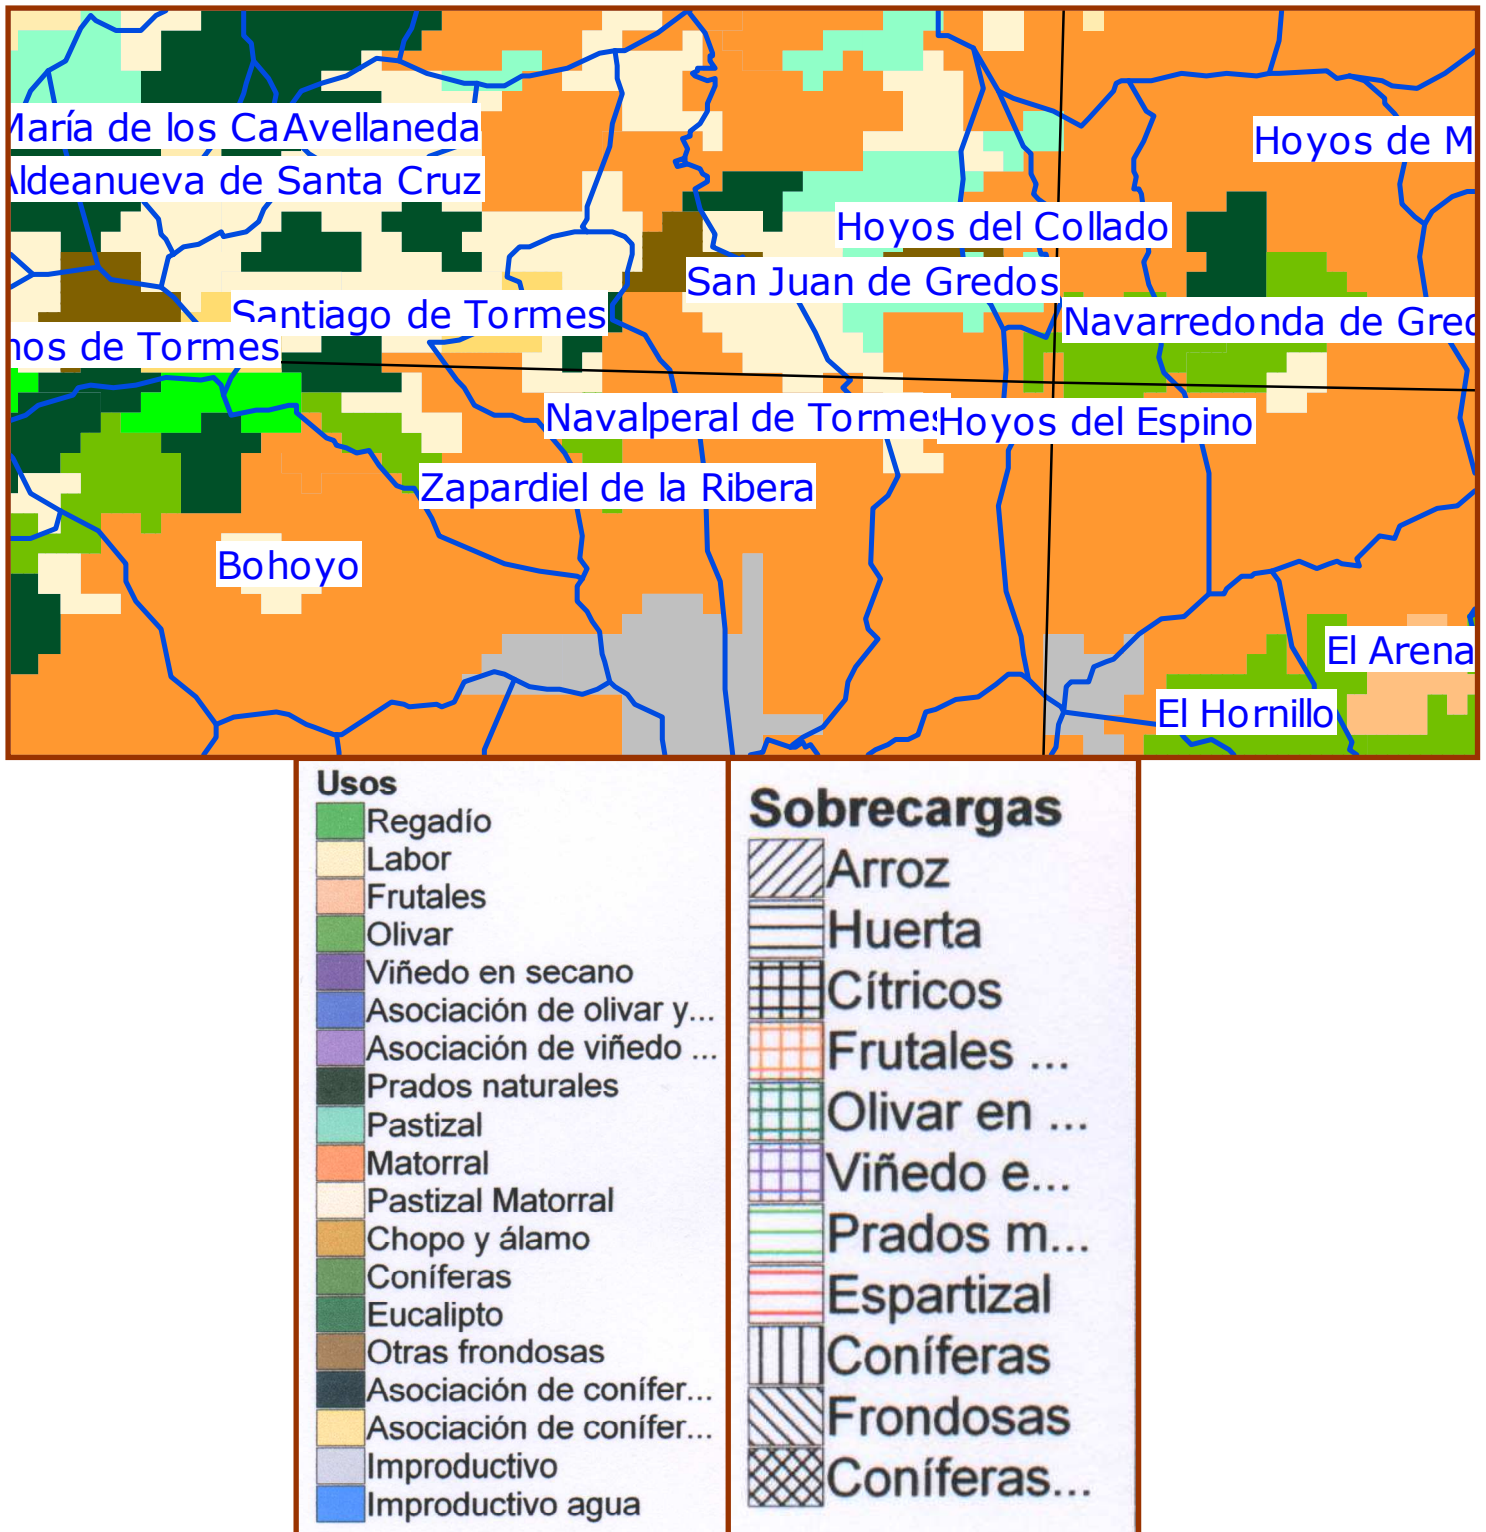 María de los Ca
Avellaneda
Aldeanueva de Santa Cruz
Hoyos de M
Hoyos del Collado
San Juan de Gredos
Santiago de Tormes
Navarredonda de Gred
nos de Tormes
Navalperal de Tormes
Hoyos del Espino
Zapardiel de la Ribera
Bohoyo
El Arena
El Hornillo
Usos
Regadío
Labor
Frutales
Olivar
Viñedo en secano
Asociación de olivar y...
Asociación de viñedo ...
Prados naturales
Pastizal
Matorral
Pastizal Matorral
Chopo y álamo
Coníferas
Eucalipto
Otras frondosas
Asociación de conífer...
Asociación de conífer...
Improductivo
Improductivo agua
Sobrecargas
Arroz
Huerta
Cítricos
Frutales ...
Olivar en ...
Viñedo e...
Prados m...
Espartizal
Coníferas
Frondosas
Coníferas...